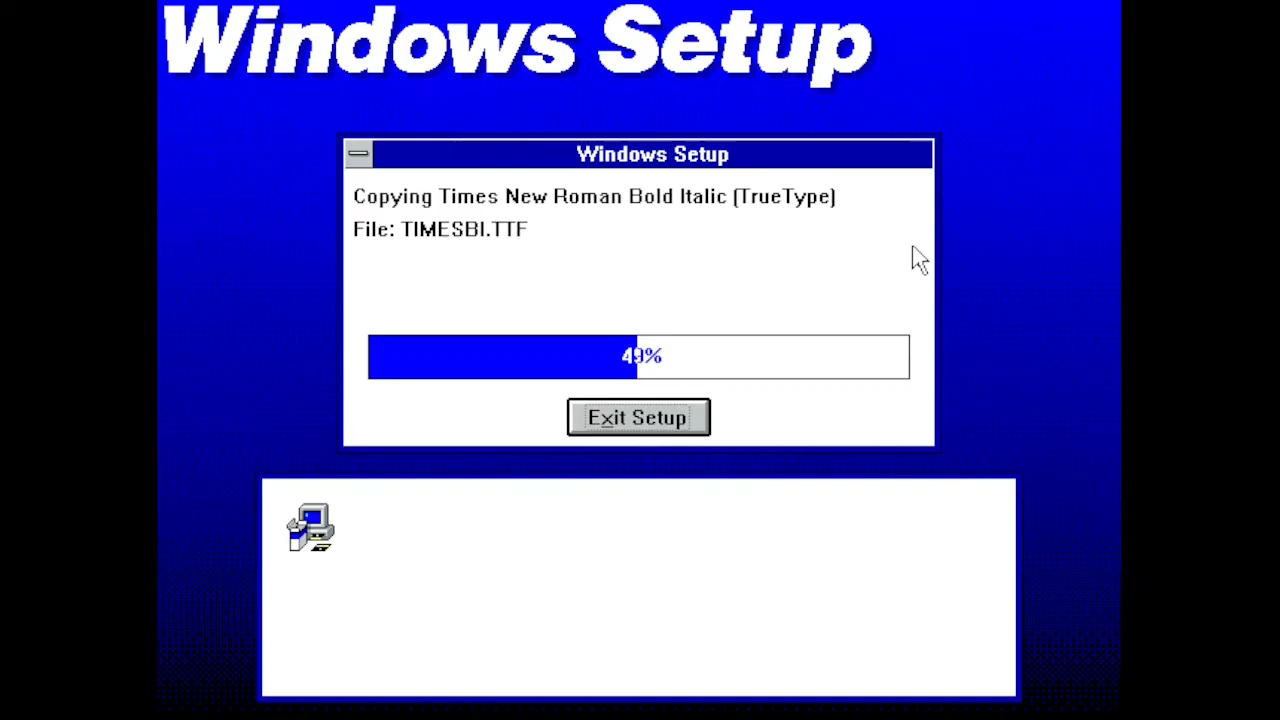 Windows Setup
Windows Setup
Copying Times New Roman Bold Italic (TrueType)
File: TIMESBI.TTF
49%
Exit Setup